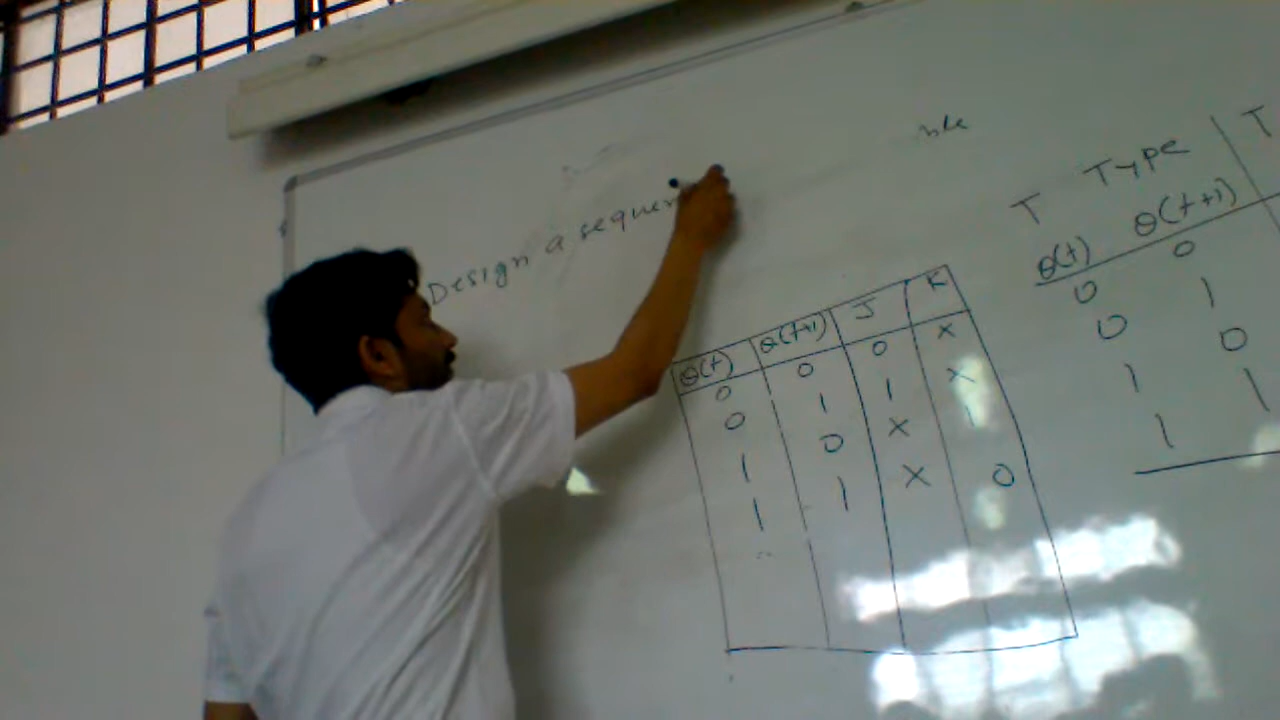 Design a sequen
T Type T
Q(t) Q(t+1) J K
0 0 0 X
0 1 1 X
1 0 X 1
1 1 X 0
Q(t) Q(t+1)
0 0
0 1
1 0
1 1